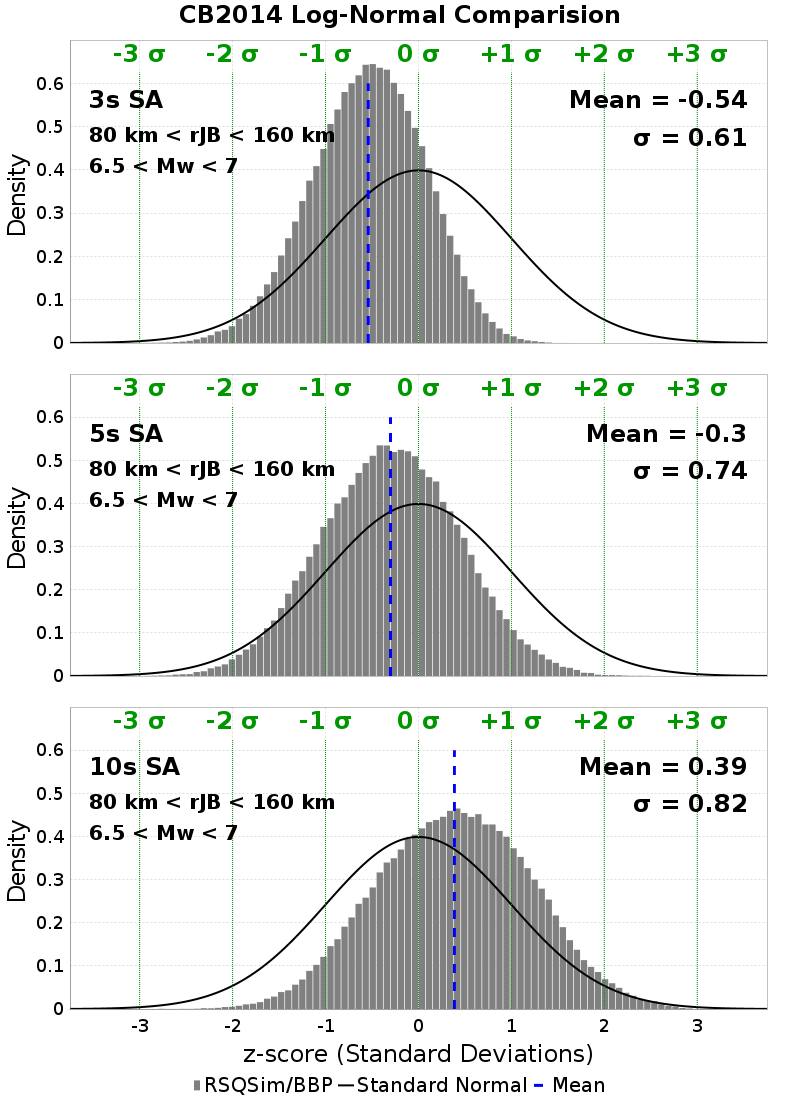 CB2014 Log-Normal Comparision
-3 σ -2 σ -1 σ 0 σ +1 σ +2 σ +3 σ
0.6
0.5
0.4
0.3
0.2
0.1
0
Density
3s SA
80 km < rJB < 160 km
6.5 < Mw < 7
Mean = -0.54
σ = 0.61
-3 σ -2 σ -1 σ 0 σ +1 σ +2 σ +3 σ
0.6
0.5
0.4
0.3
0.2
0.1
0
Density
5s SA
80 km < rJB < 160 km
6.5 < Mw < 7
Mean = -0.3
σ = 0.74
-3 σ -2 σ -1 σ 0 σ +1 σ +2 σ +3 σ
0.6
0.5
0.4
0.3
0.2
0.1
0
Density
10s SA
80 km < rJB < 160 km
6.5 < Mw < 7
Mean = 0.39
σ = 0.82
-3 -2 -1 0 1 2 3
z-score (Standard Deviations)
RSQSim/BBP Standard Normal Mean